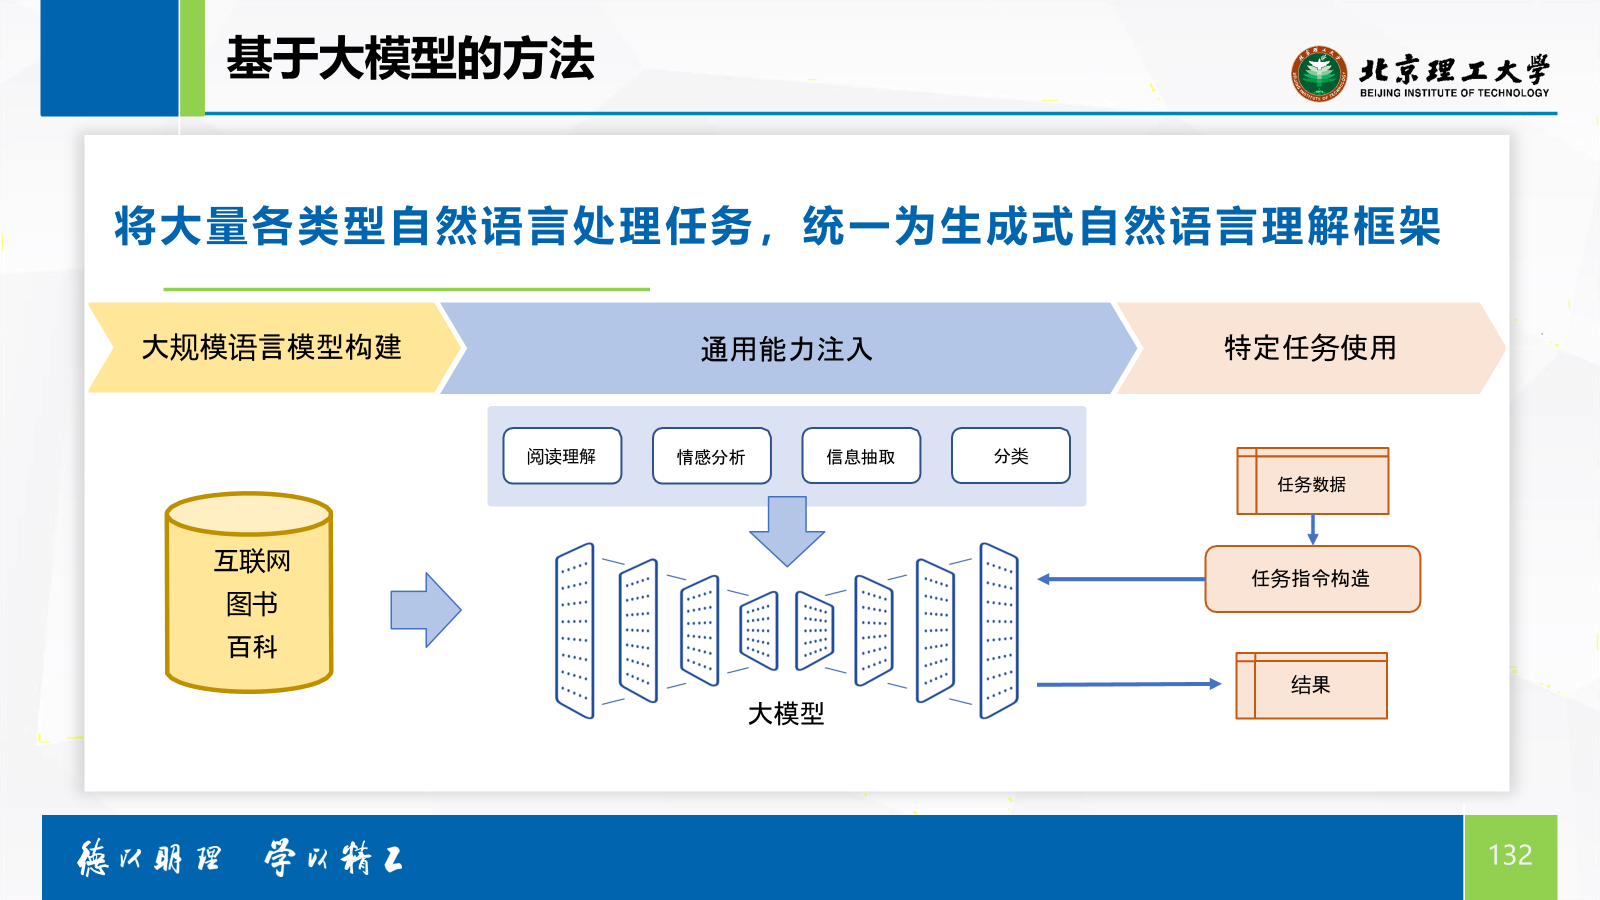 基于大模型的方法
北京理工大学
BEIJING INSTITUTE OF TECHNOLOGY
将大量各类型自然语言处理任务，统一为生成式自然语言理解框架
大规模语言模型构建
通用能力注入
特定任务使用
阅读理解
情感分析
信息抽取
分类
互联网
图书
百科
大模型
任务数据
任务指令构造
结果
德以明理 学以精工
132